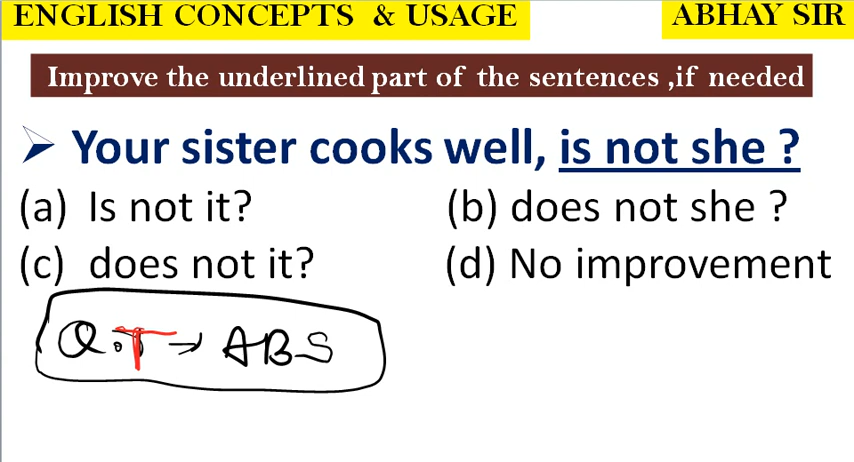 ENGLISH CONCEPTS & USAGE ABHAY SIR
Improve the underlined part of the sentences ,if needed
➢ Your sister cooks well, is not she ?
(a) Is not it? (b) does not she ?
(c) does not it? (d) No improvement
Q.T → ABS